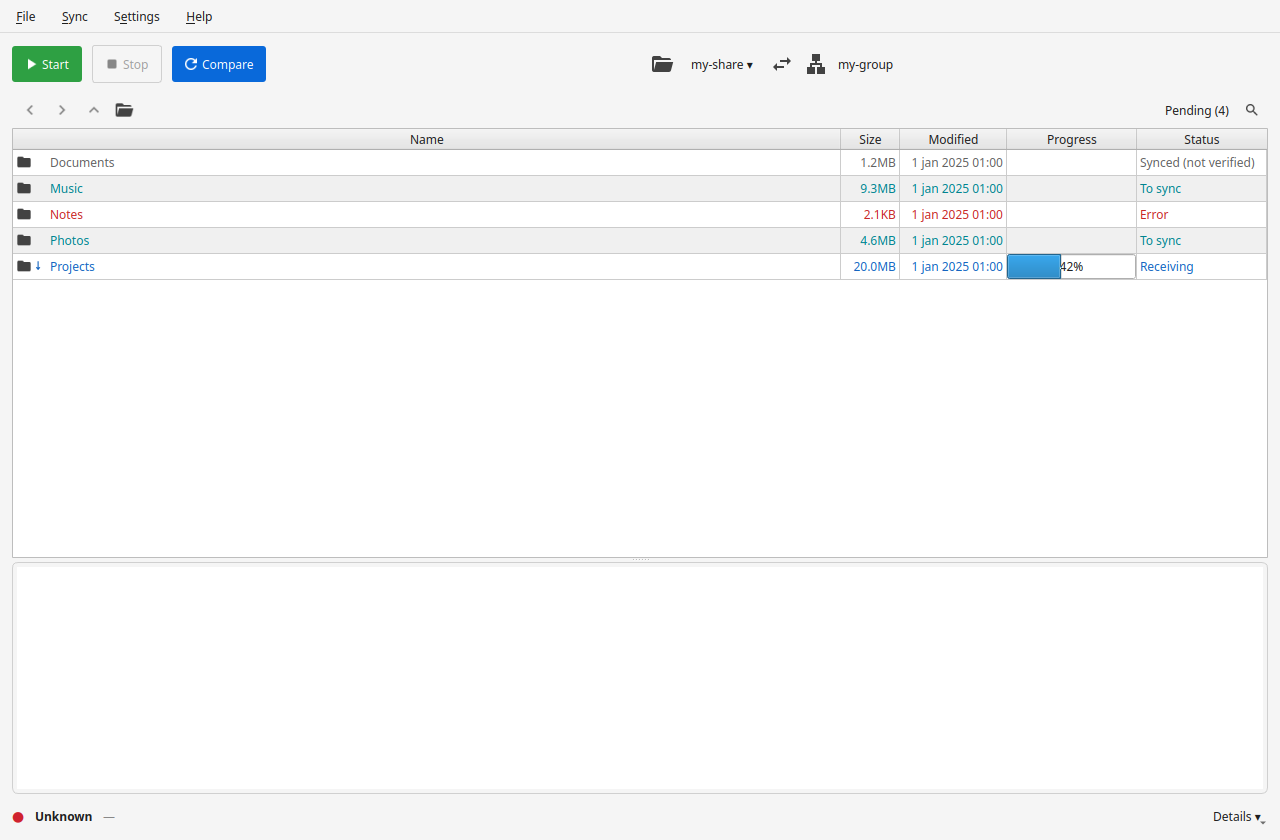 File Sync Settings Help
Start Stop Compare my-share ▾ my-group
Pending (4)
Name Size Modified Progress Status
Documents 1.2MB 1 jan 2025 01:00 Synced (not verified)
Music 9.3MB 1 jan 2025 01:00 To sync
Notes 2.1KB 1 jan 2025 01:00 Error
Photos 4.6MB 1 jan 2025 01:00 To sync
Projects 20.0MB 1 jan 2025 01:00 42% Receiving
Unknown — Details ▾